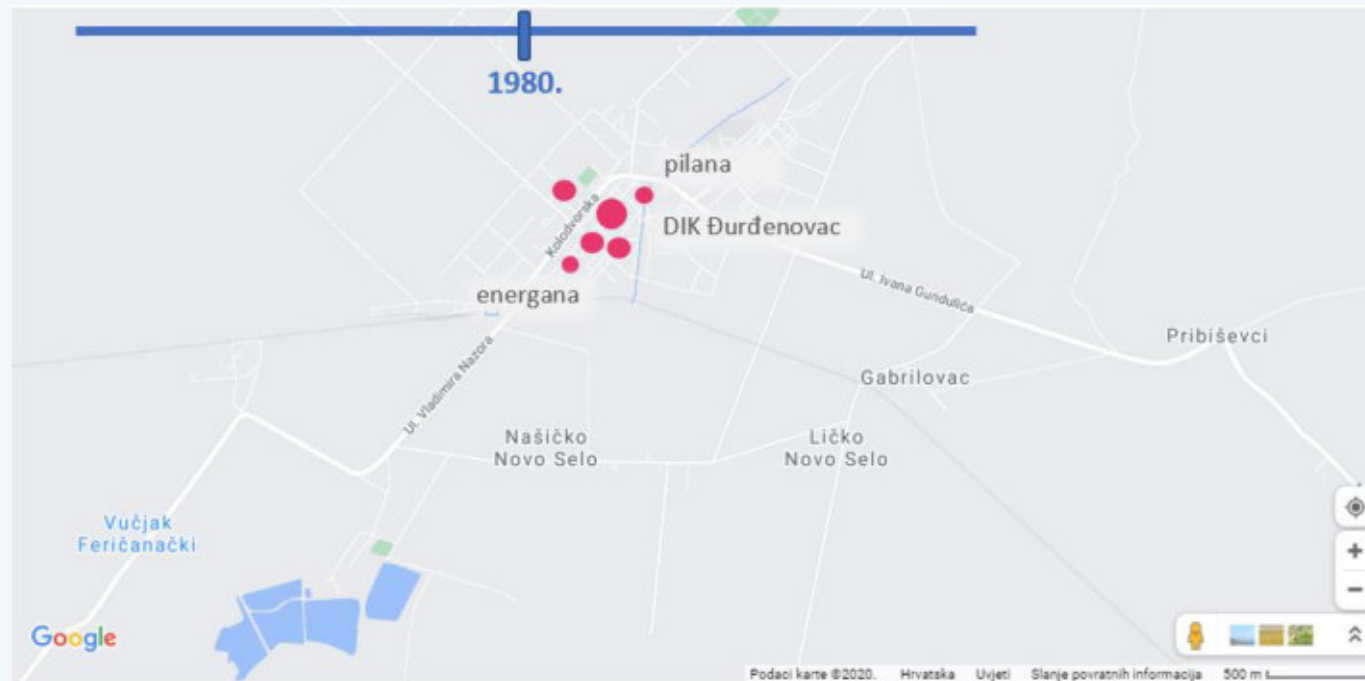 1980.
pilana
Kolodvorska
DIK Đurđenovac
Ul. Ivana Gundulića
energana
Pribiševci
Ul. Vladimira Nazora
Gabrilovac
Našičko
Novo Selo
Ličko
Novo Selo
Vučjak
Feričanački
Google
Podaci karte ©2020. Hrvatska Uvjeti Slanje povratnih informacija 500 m